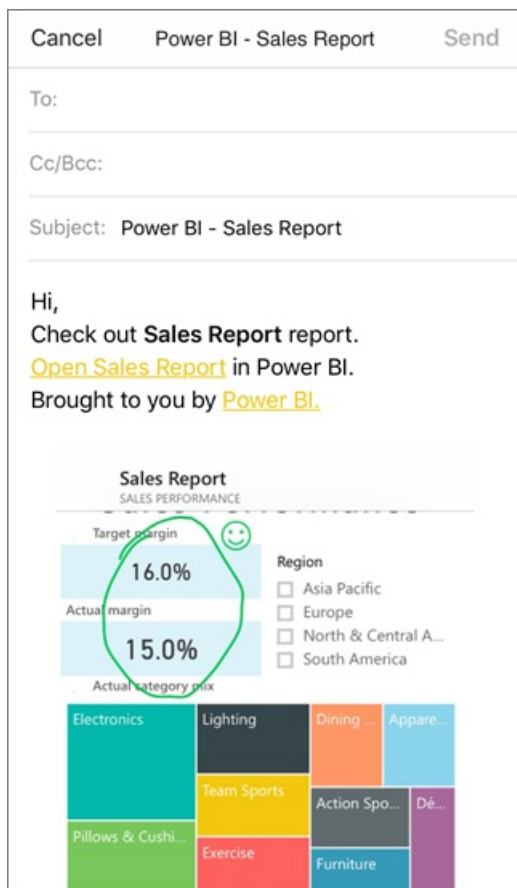 Cancel Power BI - Sales Report Send
To:
Cc/Bcc:
Subject: Power BI - Sales Report
Hi,
Check out Sales Report report.
Open Sales Report in Power BI.
Brought to you by Power BI.
Sales Report
SALES PERFORMANCE
Target margin
16.0%
Actual margin
15.0%
Region
Asia Pacific
Europe
North & Central A...
South America
Actual category mix
Electronics
Lighting
Dining ...
Appare...
Team Sports
Action Spo...
Dé...
Pillows & Cushi...
Exercise
Furniture